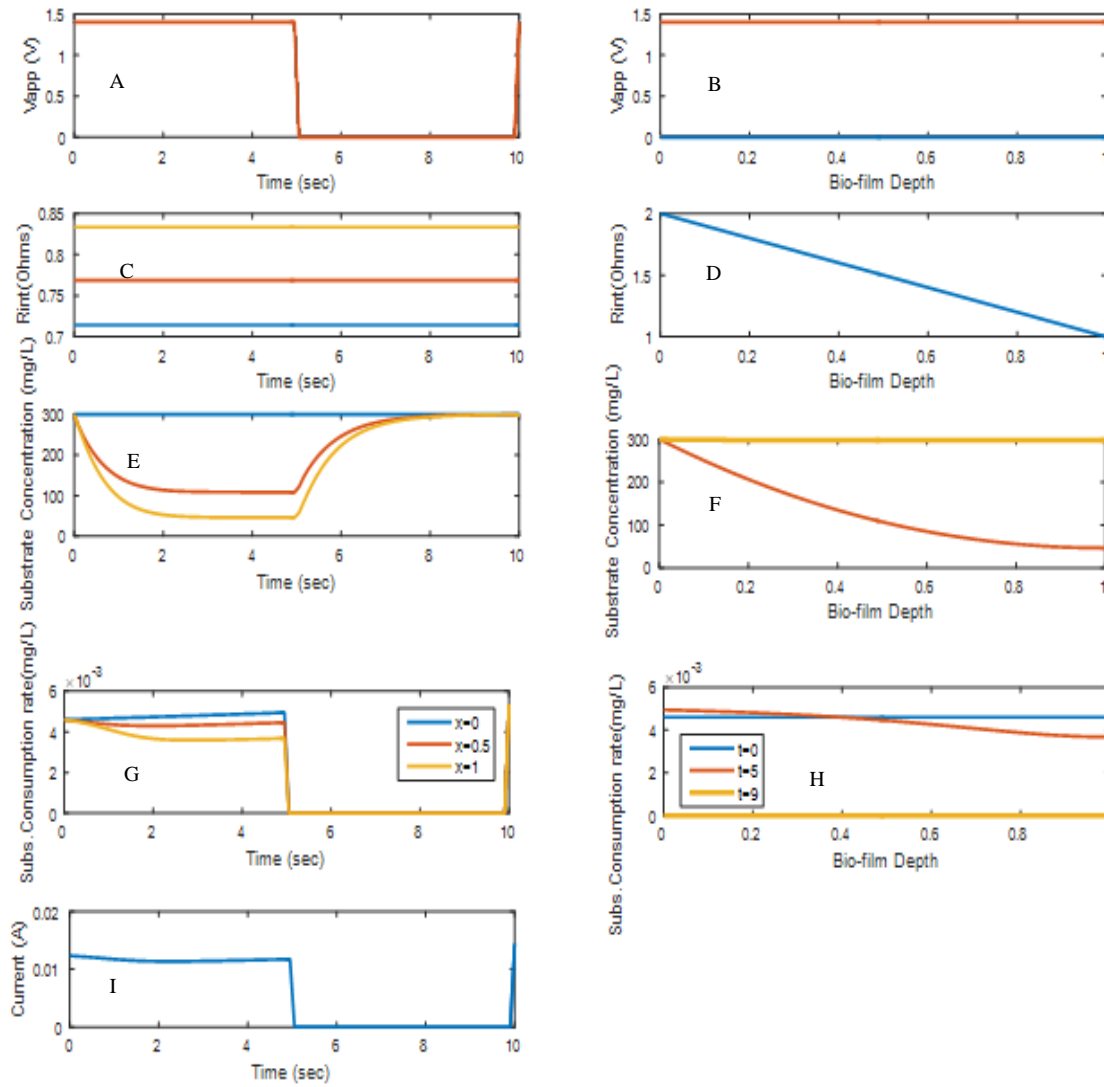 1.5
1
0.5
0
Vapp (V)
A
0 2 4 6 8 10
Time (sec)
1.5
1
0.5
0
Vapp (V)
B
0 0.2 0.4 0.6 0.8 1
Bio-film Depth
0.85
0.8
0.75
0.7
Rint(Ohms)
C
0 2 4 6 8 10
Time (sec)
2
1.5
1
Rint(Ohms)
D
0 0.2 0.4 0.6 0.8 1
Bio-film Depth
300
200
100
0
Substrate Concentration (mg/L)
E
0 2 4 6 8 10
Time (sec)
300
200
100
0
Substrate Concentration (mg/L)
F
0 0.2 0.4 0.6 0.8 1
Bio-film Depth
×10-3
6
4
2
0
Subs.Consumption rate(mg/L)
G
x=0
x=0.5
x=1
0 2 4 6 8 10
Time (sec)
×10-3
6
4
2
0
Subs.Consumption rate(mg/L)
H
t=0
t=5
t=9
0.2 0.4 0.6 0.8
Bio-film Depth
0.02
0.01
0
Current (A)
I
0 2 4 6 8 10
Time (sec)